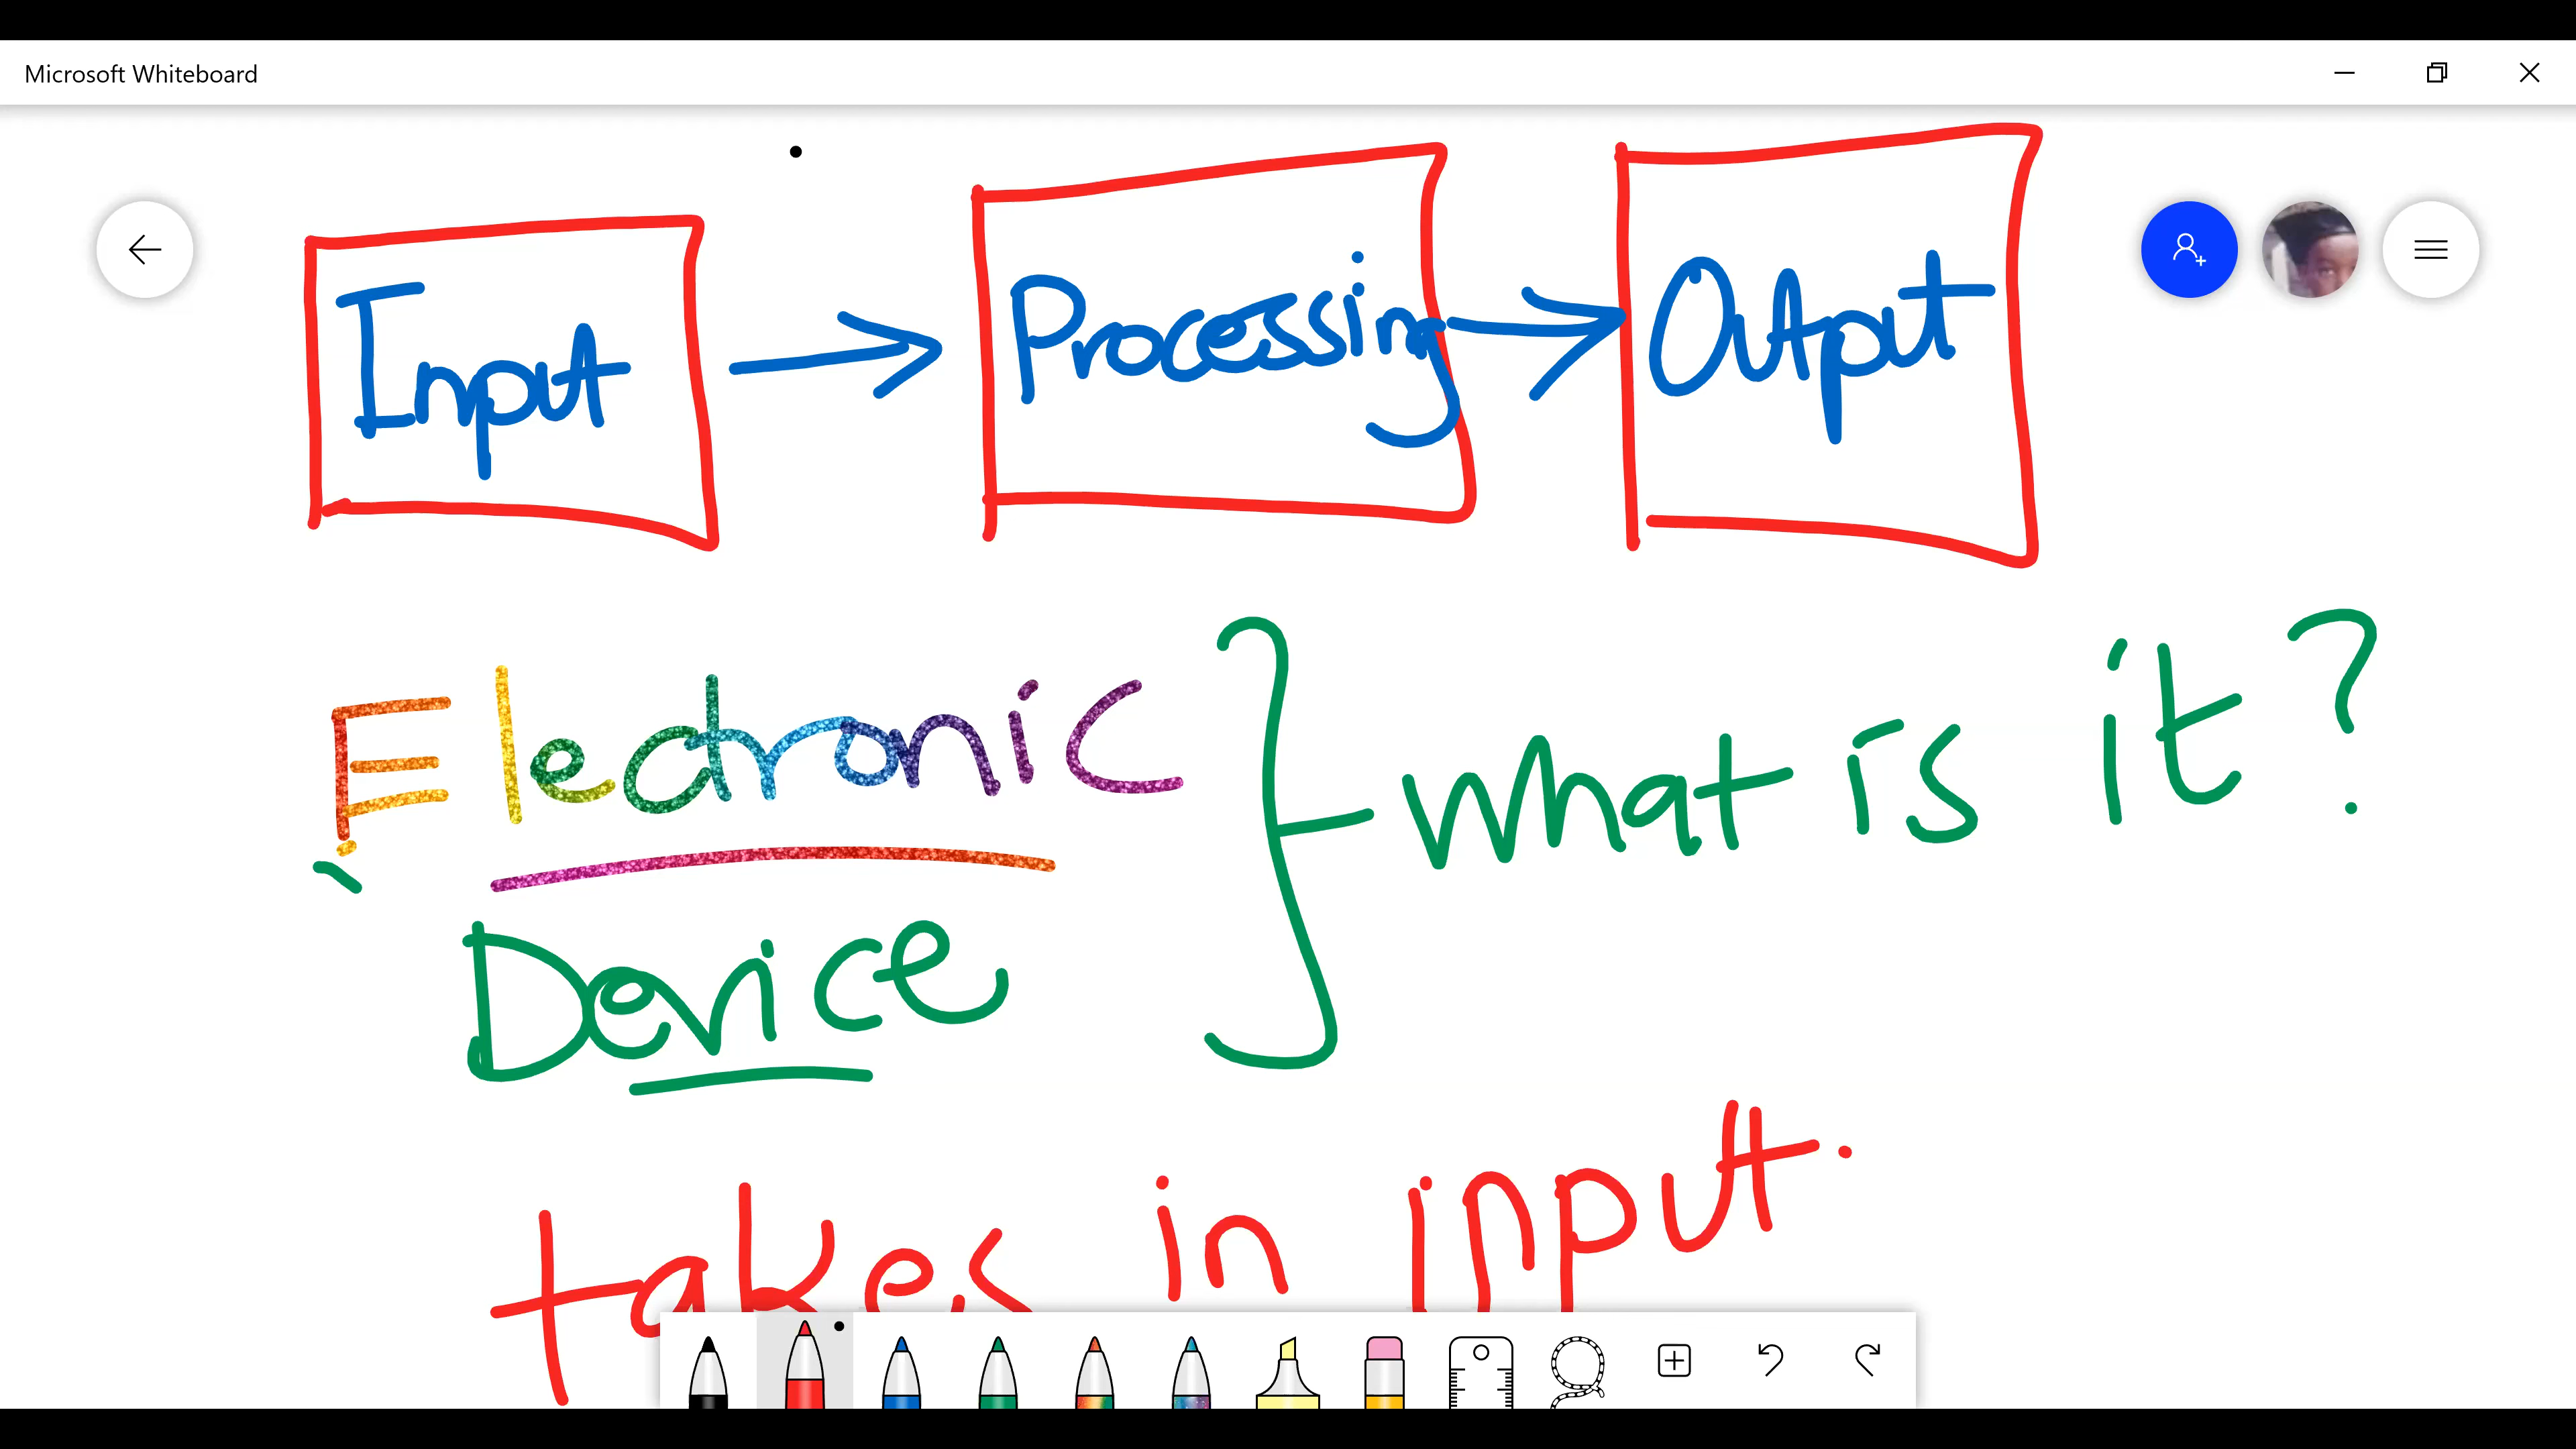 Microsoft Whiteboard
Input → Processing → Output
Electronic
Device
What is it?
takes in input.